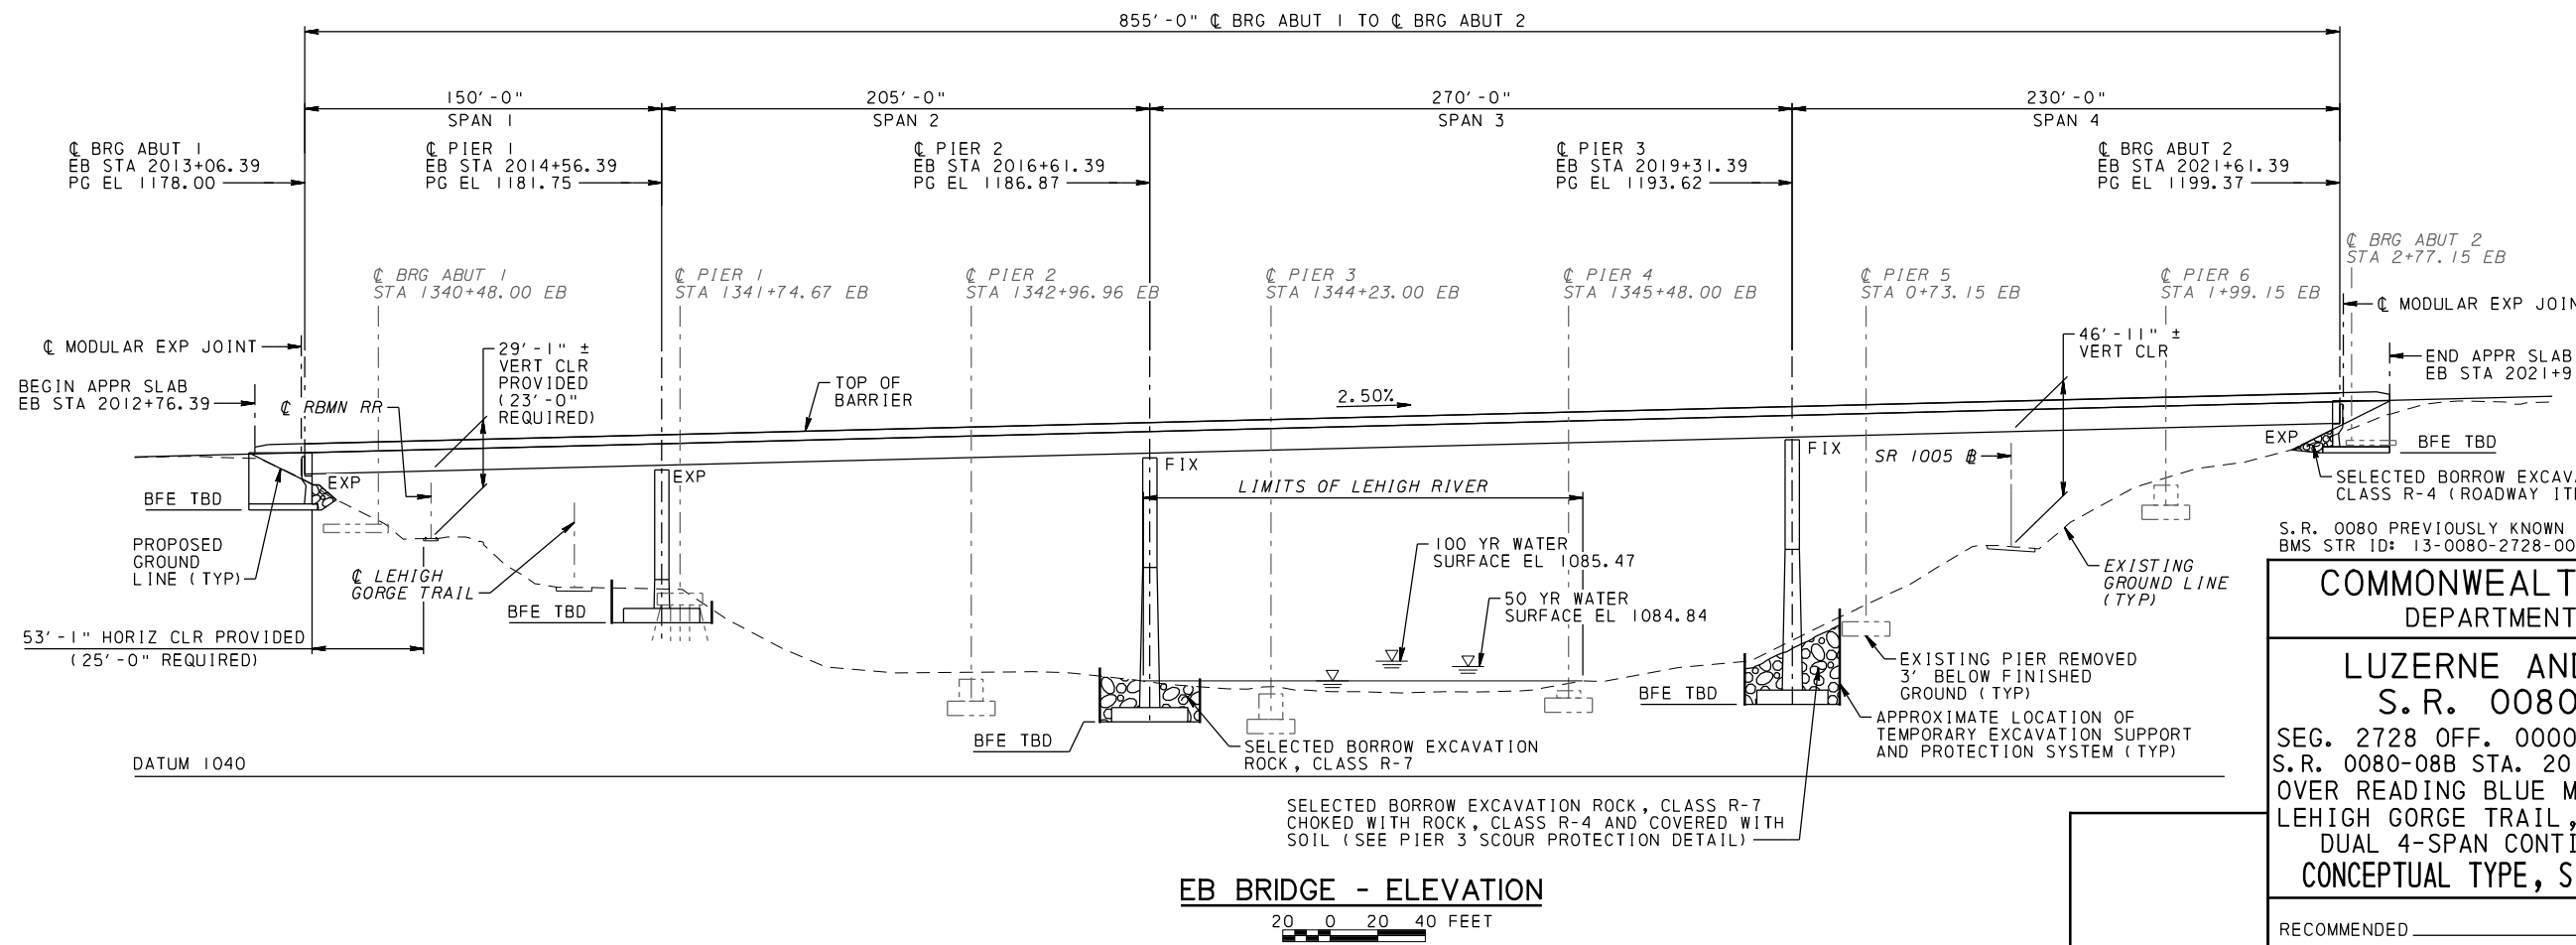 855'-0" ℄ BRG ABUT 1 TO ℄ BRG ABUT 2
150'-0"
SPAN 1
205'-0"
SPAN 2
270'-0"
SPAN 3
230'-0"
SPAN 4
℄ BRG ABUT 1
EB STA 2013+06.39
PG EL 1178.00
℄ PIER 1
EB STA 2014+56.39
PG EL 1181.75
℄ PIER 2
EB STA 2016+61.39
PG EL 1186.87
℄ PIER 3
EB STA 2019+31.39
PG EL 1193.62
℄ BRG ABUT 2
EB STA 2021+61.39
PG EL 1199.37
℄ BRG ABUT 1
STA 1340+48.00 EB
℄ PIER 1
STA 1341+74.67 EB
℄ PIER 2
STA 1342+96.96 EB
℄ PIER 3
STA 1344+23.00 EB
℄ PIER 4
STA 1345+48.00 EB
℄ PIER 5
STA 0+73.15 EB
℄ PIER 6
STA 1+99.15 EB
℄ BRG ABUT 2
STA 2+77.15 EB
℄ MODULAR EXP JOIN
℄ MODULAR EXP JOINT
BEGIN APPR SLAB
EB STA 2012+76.39
℄ RBMN RR
29'-1" ±
VERT CLR
PROVIDED
(23'-0"
REQUIRED)
TOP OF
BARRIER
2.50%
46'-11" ±
VERT CLR
END APPR SLAB
EB STA 2021+9
EXP
BFE TBD
EXP
FIX
LIMITS OF LEHIGH RIVER
FIX
SR 1005 ℄
EXP
BFE TBD
SELECTED BORROW EXCAVA
CLASS R-4 (ROADWAY ITE
PROPOSED
GROUND
LINE (TYP)
℄ LEHIGH
GORGE TRAIL
BFE TBD
100 YR WATER
SURFACE EL 1085.47
50 YR WATER
SURFACE EL 1084.84
EXISTING
GROUND LINE
(TYP)
53'-1" HORIZ CLR PROVIDED
(25'-0" REQUIRED)
BFE TBD
SELECTED BORROW EXCAVATION
ROCK, CLASS R-7
BFE TBD
EXISTING PIER REMOVED
3' BELOW FINISHED
GROUND (TYP)
APPROXIMATE LOCATION OF
TEMPORARY EXCAVATION SUPPORT
AND PROTECTION SYSTEM (TYP)
DATUM 1040
SELECTED BORROW EXCAVATION ROCK, CLASS R-7
CHOKED WITH ROCK, CLASS R-4 AND COVERED WITH
SOIL (SEE PIER 3 SCOUR PROTECTION DETAIL)
EB BRIDGE - ELEVATION
20 0 20 40 FEET
S.R. 0080 PREVIOUSLY KNOWN
BMS STR ID: 13-0080-2728-00
COMMONWEALT
DEPARTMENT
LUZERNE AND
S.R. 0080
SEG. 2728 OFF. 0000
S.R. 0080-08B STA. 20
OVER READING BLUE M
LEHIGH GORGE TRAIL,
DUAL 4-SPAN CONTI
CONCEPTUAL TYPE, S
RECOMMENDED